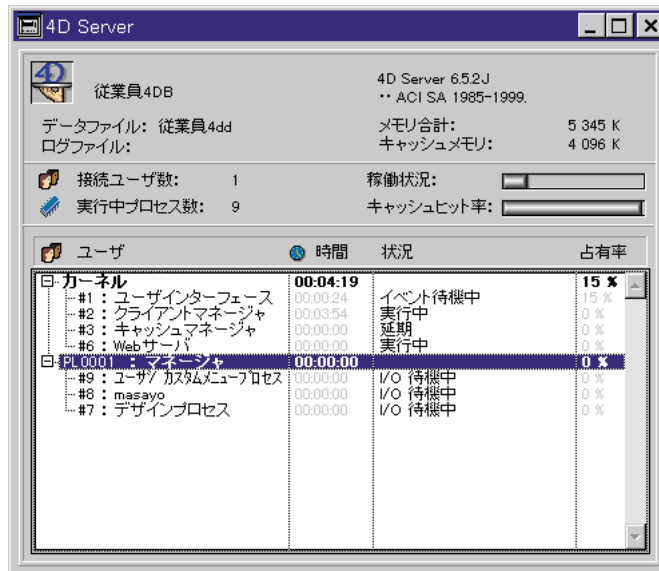 4D Server
従業員4DB
4D Server 6.5.2J
•• ACI SA 1985-1999.
データファイル: 従業員4dd
メモリ合計: 5 345 K
ログファイル:
キャッシュメモリ: 4 096 K
接続ユーザ数: 1
稼働状況:
実行中プロセス数: 9
キャッシュヒット率:
ユーザ 時間 状況 占有率
カーネル 00:04:19 15 %
#1 : ユーザインターフェース 00:00:24 イベント待機中 15 %
#2 : クライアントマネージャ 00:03:54 実行中 0 %
#3 : キャッシュマネージャ 00:00:00 延期 0 %
#6 : Webサーバ 00:00:00 実行中 0 %
PL0001 : マネージャ 00:00:00 0 %
#9 : ユーザ/ カスタムメニュープロセス 00:00:00 I/O 待機中 0 %
#8 : masayo 00:00:00 I/O 待機中 0 %
#7 : デザインプロセス 00:00:00 I/O 待機中 0 %